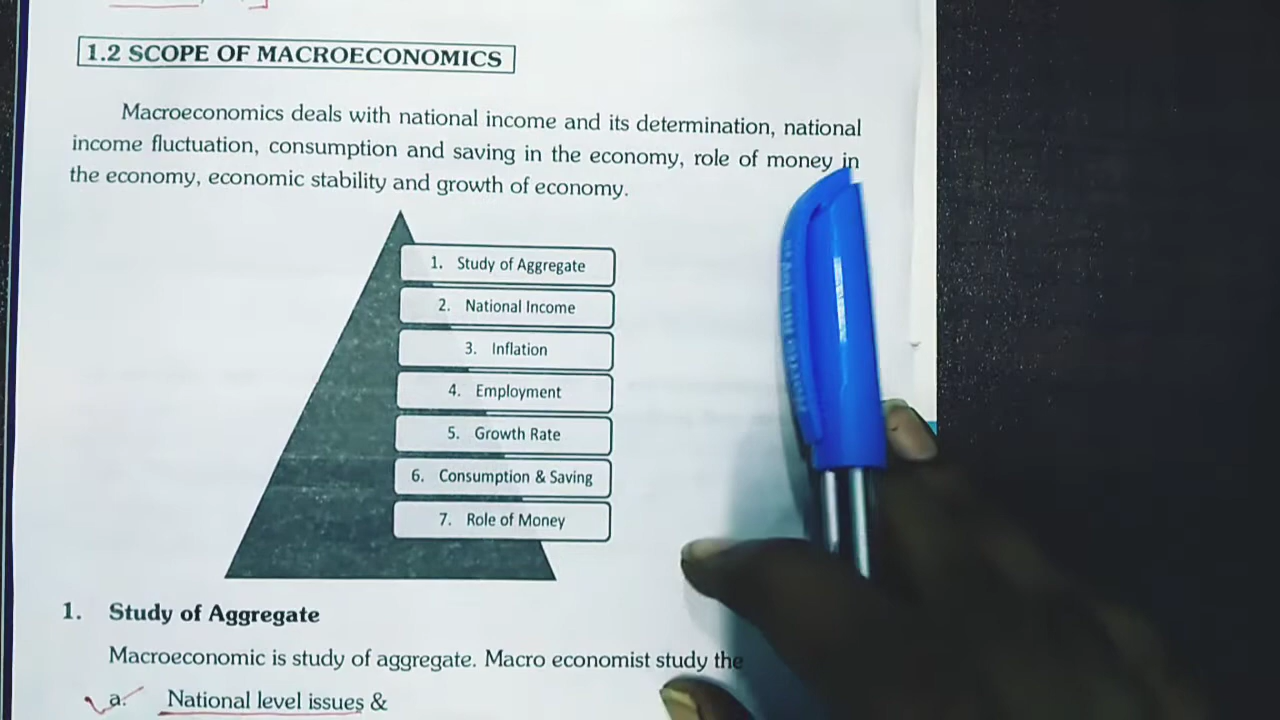 1.2 SCOPE OF MACROECONOMICS
Macroeconomics deals with national income and its determination, national
income fluctuation, consumption and saving in the economy, role of money in
the economy, economic stability and growth of economy.
1. Study of Aggregate
2. National Income
3. Inflation
4. Employment
5. Growth Rate
6. Consumption & Saving
7. Role of Money
1. Study of Aggregate
Macroeconomic is study of aggregate. Macro economist study the
a. National level issues &